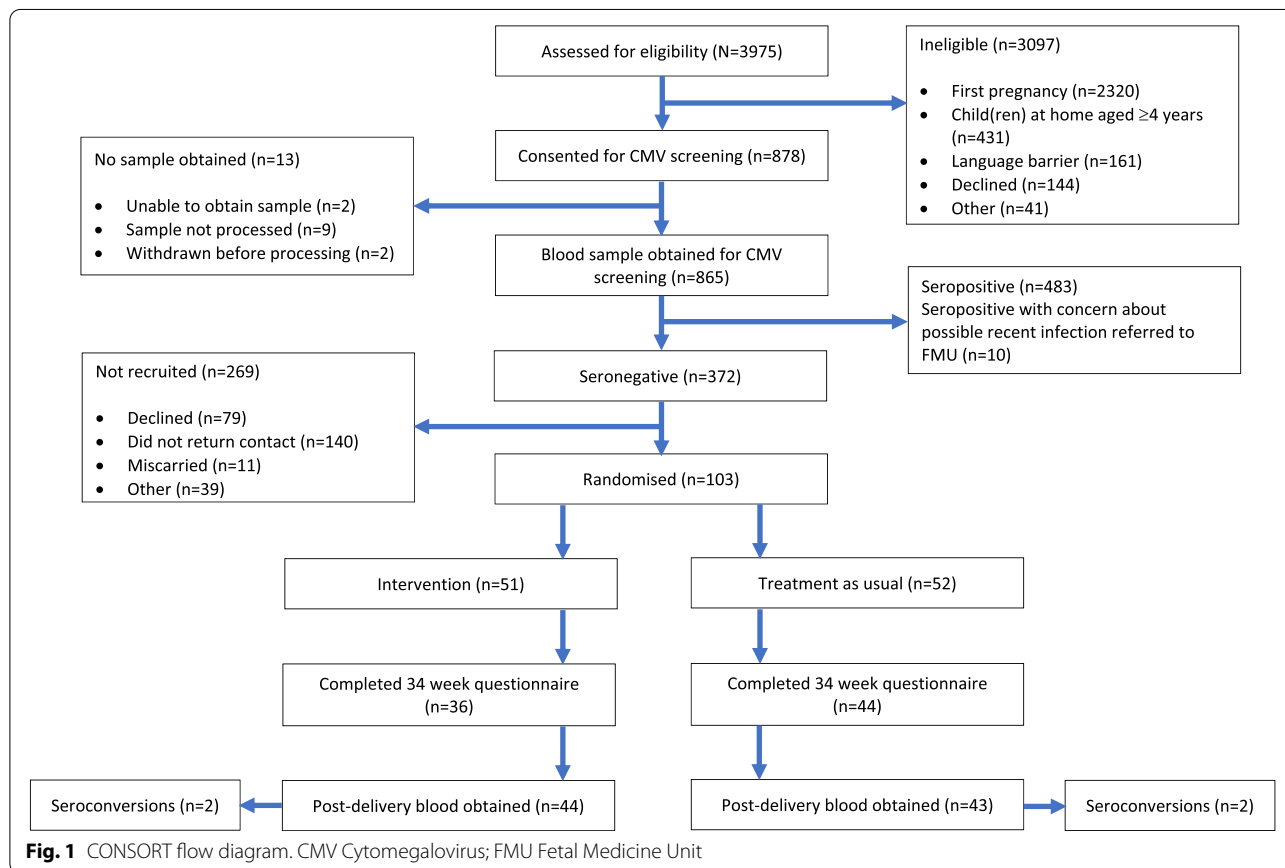 Assessed for eligibility (N=3975)
Ineligible (n=3097)
• First pregnancy (n=2320)
• Child(ren) at home aged ≥4 years
(n=431)
• Language barrier (n=161)
• Declined (n=144)
• Other (n=41)
Consented for CMV screening (n=878)
No sample obtained (n=13)
• Unable to obtain sample (n=2)
• Sample not processed (n=9)
• Withdrawn before processing (n=2)
Blood sample obtained for CMV
screening (n=865)
Seropositive (n=483)
Seropositive with concern about
possible recent infection referred to
FMU (n=10)
Seronegative (n=372)
Not recruited (n=269)
• Declined (n=79)
• Did not return contact (n=140)
• Miscarried (n=11)
• Other (n=39)
Randomised (n=103)
Intervention (n=51)
Treatment as usual (n=52)
Completed 34 week questionnaire
(n=36)
Completed 34 week questionnaire
(n=44)
Seroconversions (n=2)
Post-delivery blood obtained (n=44)
Post-delivery blood obtained (n=43)
Seroconversions (n=2)
Fig. 1 CONSORT flow diagram. CMV Cytomegalovirus; FMU Fetal Medicine Unit